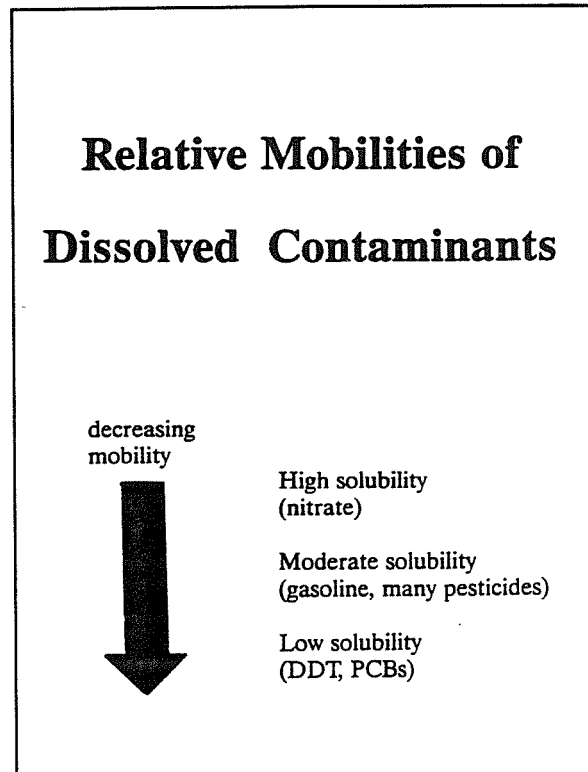 Relative Mobilities of
Dissolved Contaminants
decreasing
mobility
High solubility
(nitrate)
Moderate solubility
(gasoline, many pesticides)
Low solubility
(DDT, PCBs)